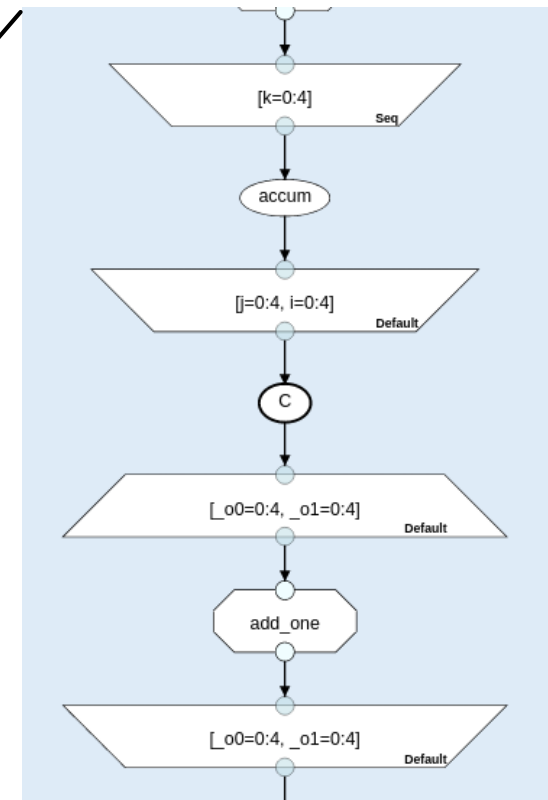 [k=0:4]
Seq
accum
[j=0:4, i=0:4]
Default
C
[_o0=0:4, _o1=0:4]
Default
add_one
[_o0=0:4, _o1=0:4]
Default